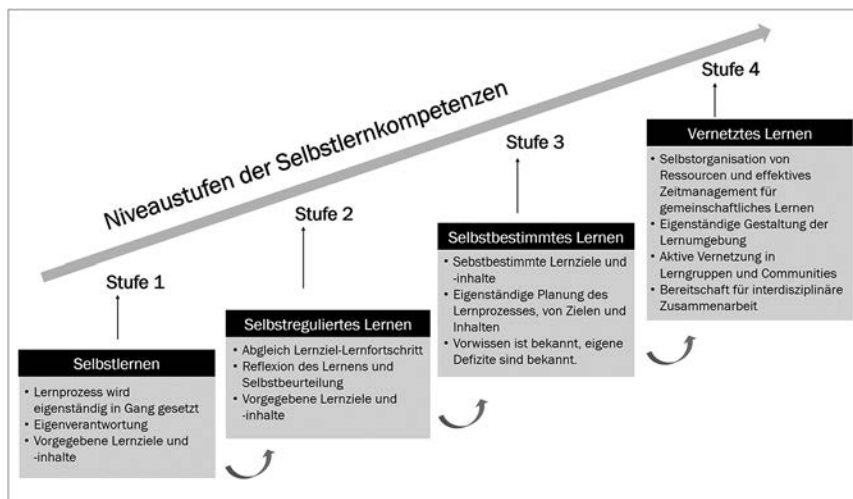 Niveaustufen der Selbstlernkompetenzen
Stufe 1
Selbstlernen
• Lernprozess wird
eigenständig in Gang gesetzt
• Eigenverantwortung
• Vorgegebene Lernziele und
-inhalte
Stufe 2
Selbstreguliertes Lernen
• Abgleich Lernziel-Lernfortschritt
• Reflexion des Lernens und
Selbstbeurteilung
• Vorgegebene Lernziele und
-inhalte
Stufe 3
Selbstbestimmtes Lernen
• Selbstbestimmte Lernziele und
-inhalte
• Eigenständige Planung des
Lernprozesses, von Zielen und
Inhalten
• Vorwissen ist bekannt, eigene
Defizite sind bekannt.
Stufe 4
Vernetztes Lernen
• Selbstorganisation von
Ressourcen und effektives
Zeitmanagement für
gemeinschaftliches Lernen
• Eigenständige Gestaltung der
Lernumgebung
• Aktive Vernetzung in
Lerngruppen und Communities
• Bereitschaft für interdisziplinäre
Zusammenarbeit